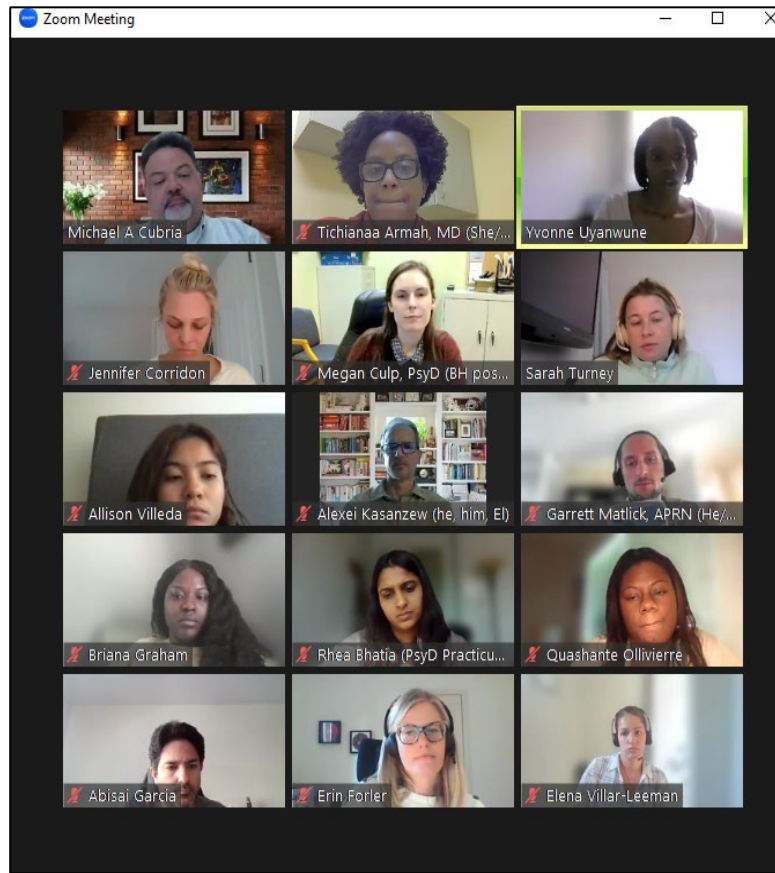 zoom Zoom Meeting
Michael A Cubria
Tichianaa Armah, MD (She/...
Yvonne Uyanwune
Jennifer Corridon
Megan Culp, PsyD (BH pos...
Sarah Turney
Allison Villeda
Alexei Kasanzew (he, him, El)
Garrett Matlick, APRN (He/...
Briana Graham
Rhea Bhatia (PsyD Practicu...
Quashante Ollivierre
Abisai Garcia
Erin Forler
Elena Villar-Leeman